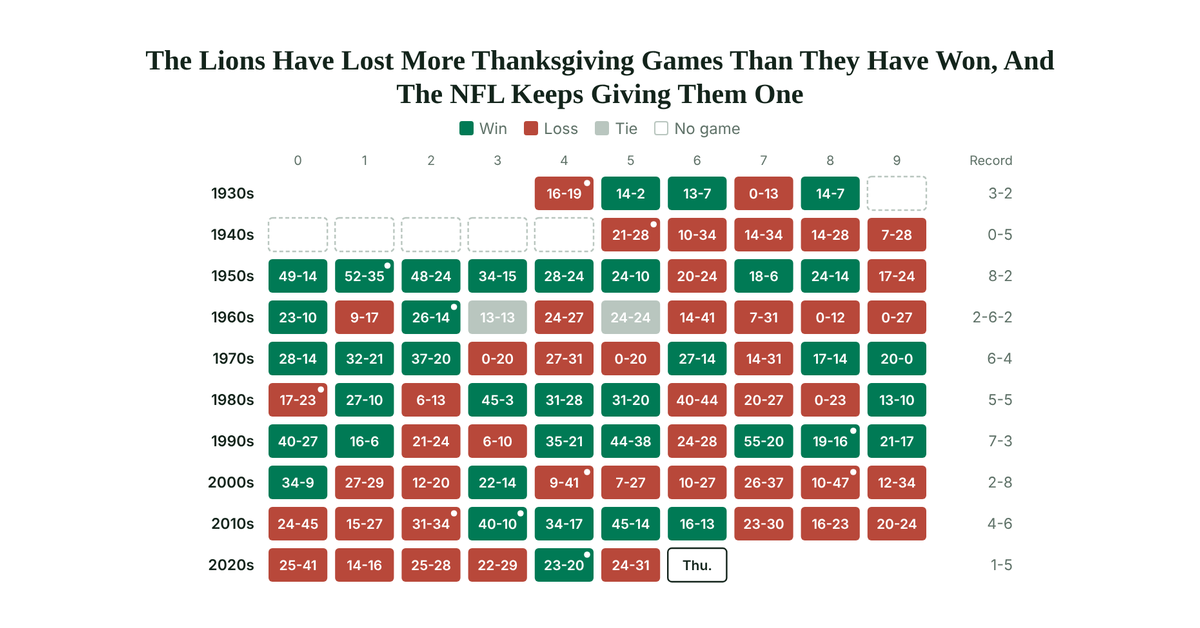 The Lions Have Lost More Thanksgiving Games Than They Have Won, And
The NFL Keeps Giving Them One
Win Loss Tie No game
0 1 2 3 4 5 6 7 8 9 Record
1930s 16-19 14-2 13-7 0-13 14-7 3-2
1940s 21-28 10-34 14-34 14-28 7-28 0-5
1950s 49-14 52-35 48-24 34-15 28-24 24-10 20-24 18-6 24-14 17-24 8-2
1960s 23-10 9-17 26-14 13-13 24-27 24-24 14-41 7-31 0-12 0-27 2-6-2
1970s 28-14 32-21 37-20 0-20 27-31 0-20 27-14 14-31 17-14 20-0 6-4
1980s 17-23 27-10 6-13 45-3 31-28 31-20 40-44 20-27 0-23 13-10 5-5
1990s 40-27 16-6 21-24 6-10 35-21 44-38 24-28 55-20 19-16 21-17 7-3
2000s 34-9 27-29 12-20 22-14 9-41 7-27 10-27 26-37 10-47 12-34 2-8
2010s 24-45 15-27 31-34 40-10 34-17 45-14 16-13 23-30 16-23 20-24 4-6
2020s 25-41 14-16 25-28 22-29 23-20 24-31 Thu. 1-5